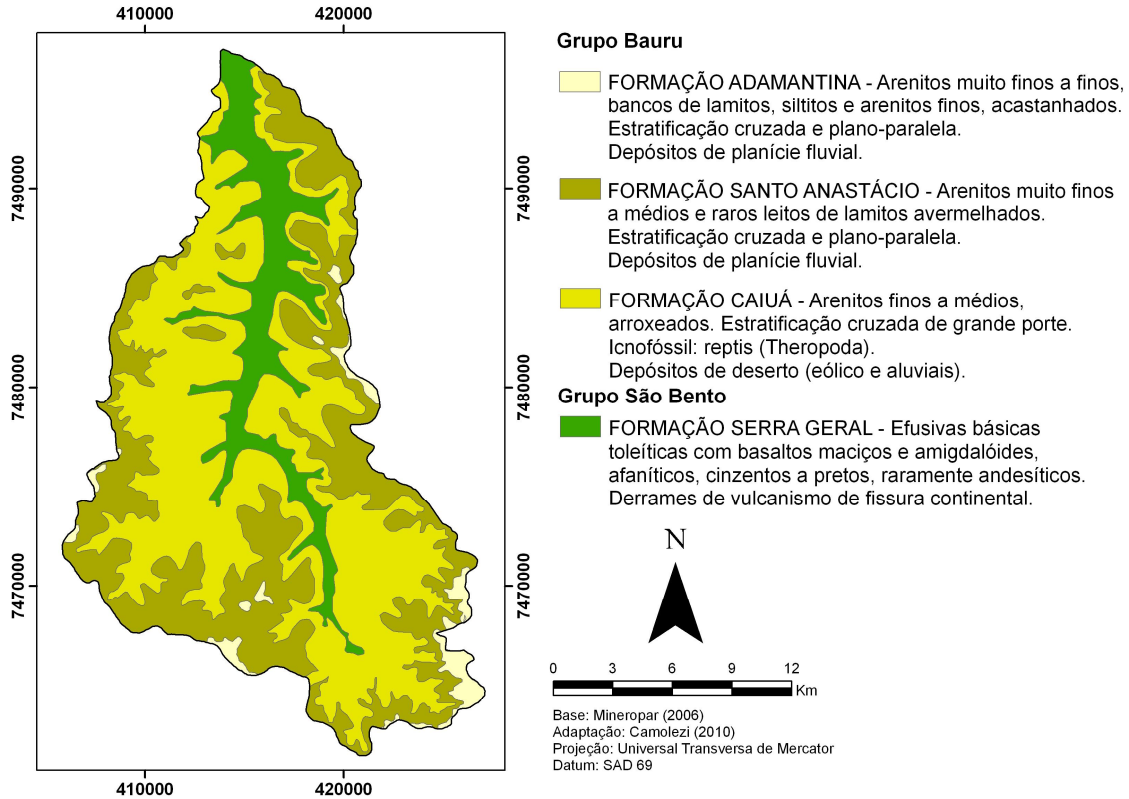 410000
420000
7490000
7480000
7470000
7490000
7480000
7470000
410000
420000
Grupo Bauru
FORMAÇÃO ADAMANTINA - Arenitos muito finos a finos,
bancos de lamitos, siltitos e arenitos finos, acastanhados.
Estratificação cruzada e plano-paralela.
Depósitos de planície fluvial.
FORMAÇÃO SANTO ANASTÁCIO - Arenitos muito finos
a médios e raros leitos de lamitos avermelhados.
Estratificação cruzada e plano-paralela.
Depósitos de planície fluvial.
FORMAÇÃO CAIUÁ - Arenitos finos a médios,
arroxeados. Estratificação cruzada de grande porte.
Icnofóssil: reptis (Theropoda).
Depósitos de deserto (eólico e aluviais).
Grupo São Bento
FORMAÇÃO SERRA GERAL - Efusivas básicas
toleíticas com basaltos maciços e amigdalóides,
afaníticos, cinzentos a pretos, raramente andesíticos.
Derrames de vulcanismo de fissura continental.
N
0 3 6 9 12
Km
Base: Mineropar (2006)
Adaptação: Camolezi (2010)
Projeção: Universal Transversa de Mercator
Datum: SAD 69